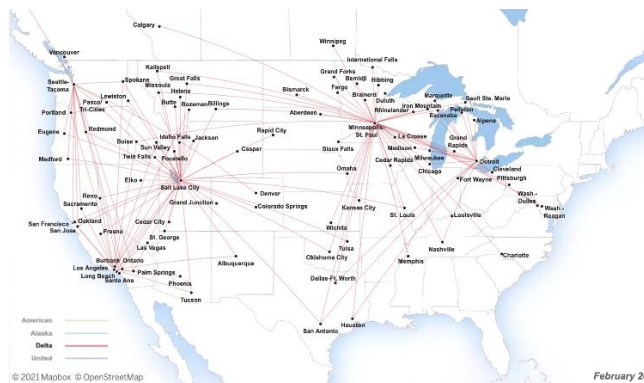 Calgary
Vancouver
Winnipeg
International Falls
Kalispell
Spokane
Great Falls
Missoula
Helena
Seattle-
Tacoma
Lewiston
Pasco/
Tri-Cities
Butte
Bozeman
Billings
Bismarck
Grand Forks
Fargo
Bemidji
Hibbing
Brainerd
Duluth
Rhinelander
Marquette
Iron Mountain
Escanaba
Sault Ste. Marie
Pellston
Alpena
Portland
Aberdeen
Minneapolis-
St. Paul
Eugene
Redmond
Boise
Idaho Falls
Jackson
Sun Valley
Rapid City
La Crosse
Grand
Rapids
Medford
Twin Falls
Pocatello
Casper
Sioux Falls
Madison
Milwaukee
Detroit
Cedar Rapids
Chicago
Cleveland
Elko
Salt Lake City
Omaha
Fort Wayne
Pittsburgh
Reno
Sacramento
Grand Junction
Denver
Colorado Springs
Kansas City
St. Louis
Louisville
Wash.-
Dulles
Wash.-
Reagan
San Francisco
Oakland
San Jose
Fresno
Cedar City
St. George
Las Vegas
Wichita
Tulsa
Oklahoma City
Nashville
Memphis
Charlotte
Burbank
Ontario
Los Angeles
Long Beach
Santa Ana
Palm Springs
Phoenix
Tucson
Albuquerque
Dallas-Ft. Worth
San Antonio
Houston
American
Alaska
Delta
United
© 2021 Mapbox © OpenStreetMap
February 20